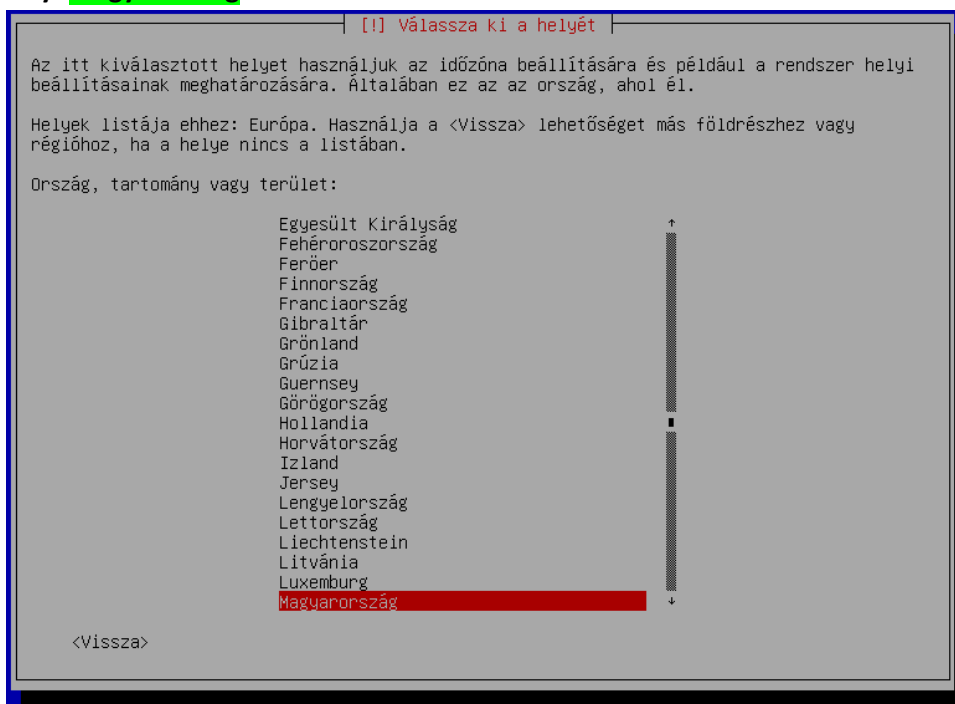 [!] Válassza ki a helyét
Az itt kiválasztott helyet használjuk az időzóna beállítására és például a rendszer helyi
beállításainak meghatározására. Általában ez az az ország, ahol él.
Helyek listája ehhez: Európa. Használja a <Vissza> lehetőséget más földrészhez vagy
régióhoz, ha a helye nincs a listában.
Ország, tartomány vagy terület:
Egyesült Királyság
Fehéroroszország
Feröer
Finnország
Franciaország
Gibraltár
Grönland
Grúzia
Guernsey
Görögország
Hollandia
Horvátország
Izland
Jersey
Lengyelország
Lettország
Liechtenstein
Litvánia
Luxemburg
Magyarország
<Vissza>